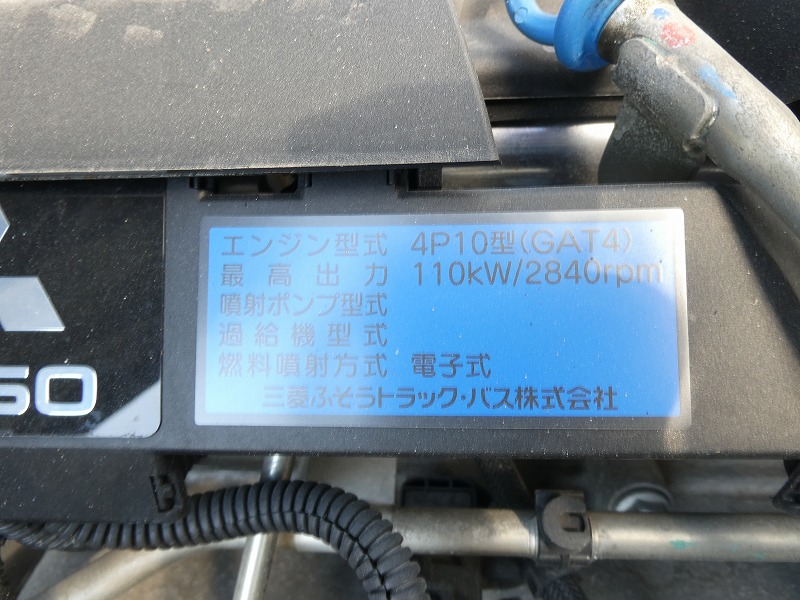 エンジン型式 4P10型(GAT4)
最高出力 110kW/2840rpm
噴射ポンプ型式
過給機型式
燃料噴射方式 電子式
三菱ふそうトラック・バス株式会社
50